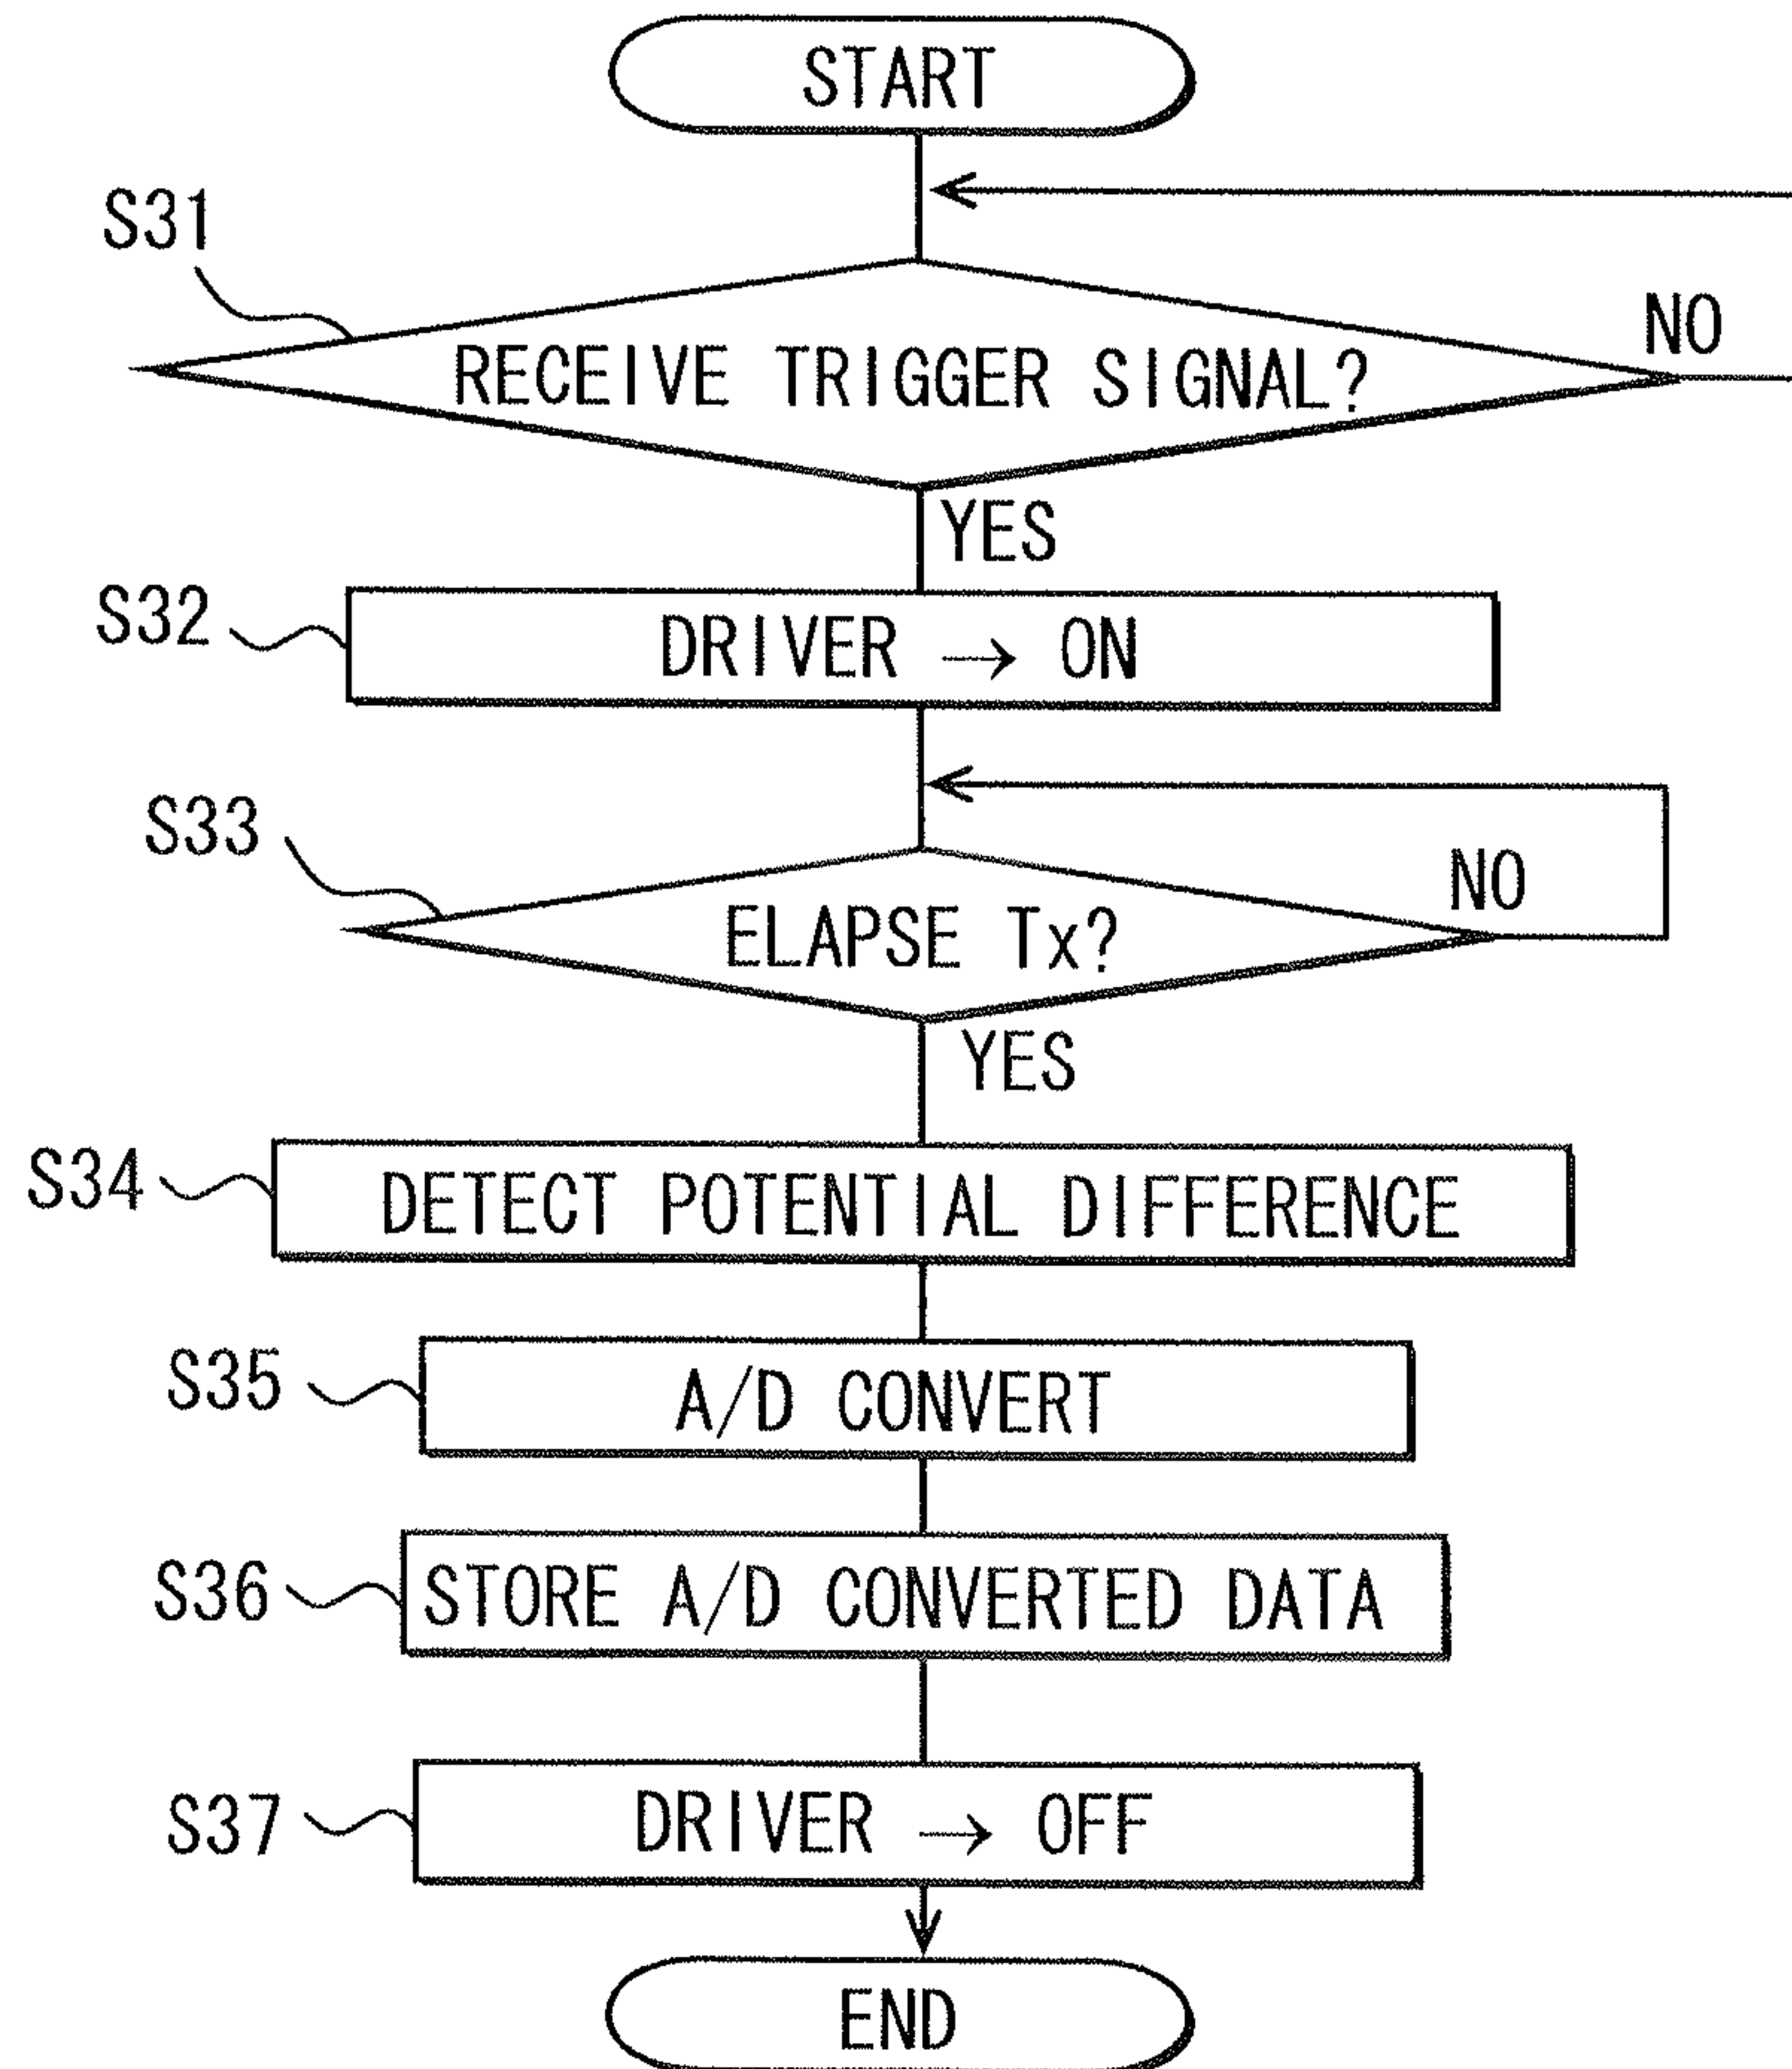 START
S31
RECEIVE TRIGGER SIGNAL?
NO
YES
S32
DRIVER → ON
S33
ELAPSE Tx?
NO
YES
S34
DETECT POTENTIAL DIFFERENCE
S35
A/D CONVERT
S36
STORE A/D CONVERTED DATA
S37
DRIVER → OFF
END